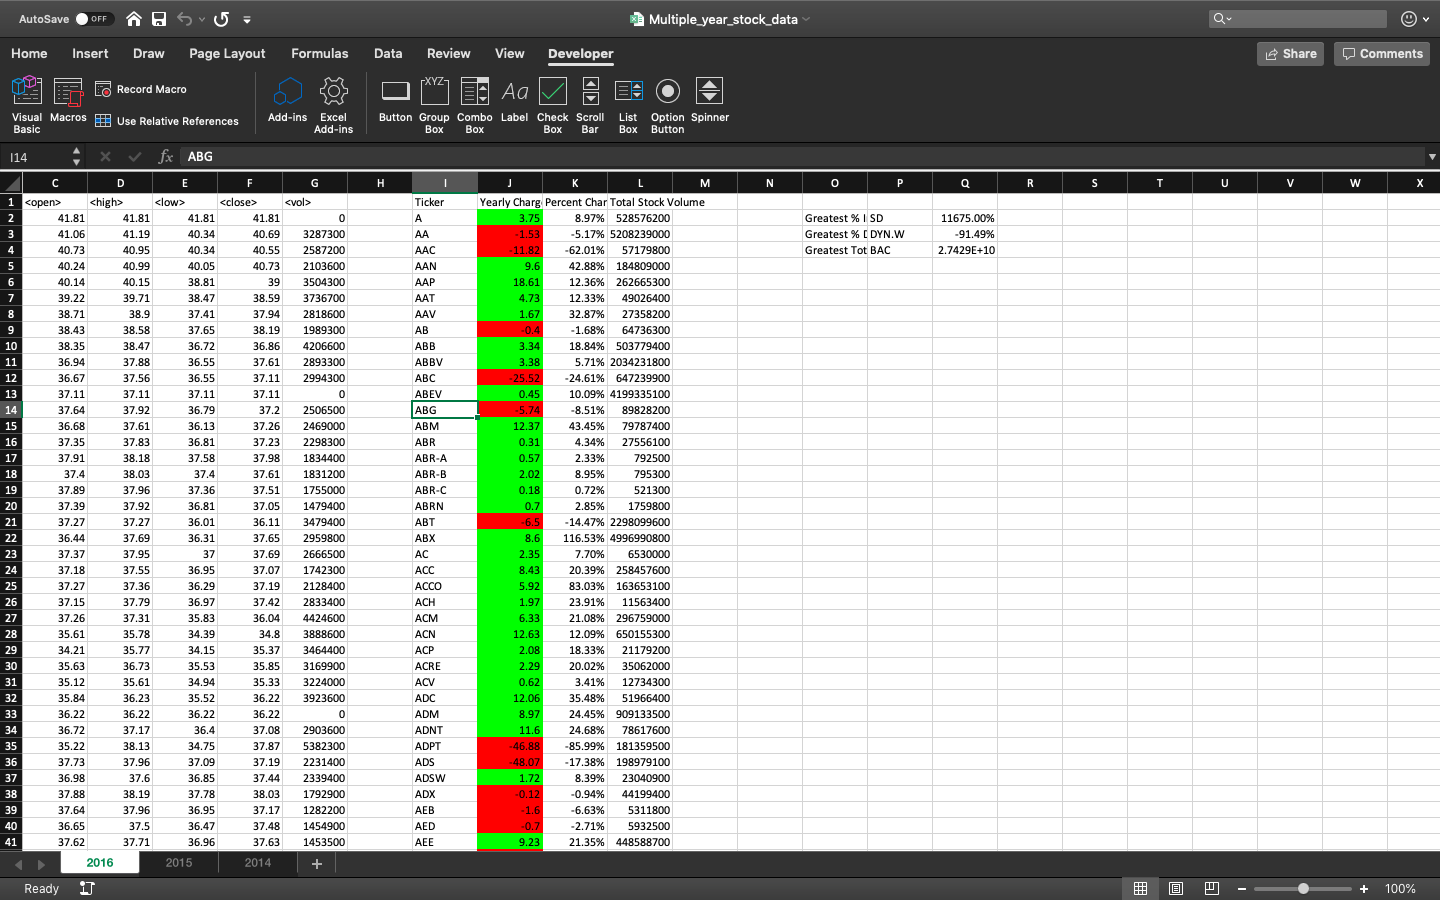 AutoSave OFF
Multiple_year_stock_data
Home Insert Draw Page Layout Formulas Data Review View Developer
Share Comments
Visual Basic
Macros
Record Macro
Use Relative References
Add-ins
Excel Add-ins
Button
Group Box
Combo Box
Label
Check Box
Scroll Bar
List Box
Option Button
Spinner
XYZ
Aa
I14 fx ABG
C D E F G H I J K L M N O P Q R S T U V W X
1 <open> <high> <low> <close> <vol> Ticker Yearly Charg Percent Char Total Stock Volume
2 41.81 41.81 41.81 41.81 0 A 3.75 8.97% 528576200 Greatest % I SD 11675.00%
3 41.06 41.19 40.34 40.69 3287300 AA -1.53 -5.17% 5208239000 Greatest % D DYN.W -91.49%
4 40.73 40.95 40.34 40.55 2587200 AAC -11.82 -62.01% 57179800 Greatest Tot BAC 2.7429E+10
5 40.24 40.99 40.05 40.73 2103600 AAN 9.6 42.88% 184809000
6 40.14 40.15 38.81 39 3504300 AAP 18.61 12.36% 262665300
7 39.22 39.71 38.47 38.59 3736700 AAT 4.73 12.33% 49026400
8 38.71 38.9 37.41 37.94 2818600 AAV 1.67 32.87% 27358200
9 38.43 38.58 37.65 38.19 1989300 AB -0.4 -1.68% 64736300
10 38.35 38.47 36.72 36.86 4206600 ABB 3.34 18.84% 503779400
11 36.94 37.88 36.55 37.61 2893300 ABBV 3.38 5.71% 2034231800
12 36.67 37.56 36.55 37.11 2994300 ABC -25.52 -24.61% 647239900
13 37.11 37.11 37.11 37.11 0 ABEV 0.45 10.09% 4199335100
14 37.64 37.92 36.79 37.2 2506500 ABG -5.74 -8.51% 89828200
15 36.68 37.61 36.13 37.26 2469000 ABM 12.37 43.45% 79787400
16 37.35 37.83 36.81 37.23 2298300 ABR 0.31 4.34% 27556100
17 37.91 38.18 37.58 37.98 1834400 ABR-A 0.57 2.33% 792500
18 37.4 38.03 37.4 37.61 1831200 ABR-B 2.02 8.95% 795300
19 37.89 37.96 37.36 37.51 1755000 ABR-C 0.18 0.72% 521300
20 37.39 37.92 36.81 37.05 1479400 ABRN 0.7 2.85% 1759800
21 37.27 37.27 36.01 36.11 3479400 ABT -6.5 -14.47% 2298099600
22 36.44 37.69 36.31 37.65 2959800 ABX 8.6 116.53% 4996990800
23 37.37 37.95 37 37.69 2666500 AC 2.35 7.70% 6530000
24 37.18 37.55 36.95 37.07 1742300 ACC 8.43 20.39% 258457600
25 37.27 37.36 36.29 37.19 2128400 ACCO 5.92 83.03% 163653100
26 37.15 37.79 36.97 37.42 2833400 ACH 1.97 23.91% 11563400
27 37.26 37.31 35.83 36.04 4424600 ACM 6.33 21.08% 296759000
28 35.61 35.78 34.39 34.8 3888600 ACN 12.63 12.09% 650155300
29 34.21 35.77 34.15 35.37 3464400 ACP 2.08 18.33% 21179200
30 35.63 36.73 35.53 35.85 3169900 ACRE 2.29 20.02% 35062000
31 35.12 35.61 34.94 35.33 3224000 ACV 0.62 3.41% 12734300
32 35.84 36.23 35.52 36.22 3923600 ADC 12.06 35.48% 51966400
33 36.22 36.22 36.22 36.22 0 ADM 8.97 24.45% 909133500
34 36.72 37.17 36.4 37.08 2903600 ADNT 11.6 24.68% 78617600
35 35.22 38.13 34.75 37.87 5382300 ADPT -46.88 -85.99% 181359500
36 37.73 37.96 37.09 37.19 2231400 ADS -48.07 -17.38% 198979100
37 36.98 37.6 36.85 37.44 2339400 ADSW 1.72 8.39% 23040900
38 37.88 38.19 37.78 38.03 1792900 ADX -0.12 -0.94% 44199400
39 37.64 37.96 36.95 37.17 1282200 AEB -1.6 -6.63% 5311800
40 36.65 37.5 36.47 37.48 1454900 AED -0.7 -2.71% 5932500
41 37.62 37.71 36.96 37.63 1453500 AEE 9.23 21.35% 448588700
2016 2015 2014 +
Ready 100%